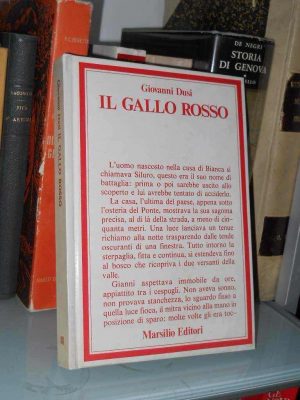 Giovanni Dusi
IL GALLO ROSSO
L'uomo nascosto nella casa di Bianca si
chiamava Siluro, questo era il suo nome di
battaglia: prima o poi sarebbe uscito allo
scoperto e lui avrebbe tentato di ucciderlo.
La casa, l'ultima del paese, appena sotto
l'osteria del Ponte, mostrava la sua sagoma
precisa, al di là della strada, a meno di cin-
quanta metri. Una luce lanciava un tenue
richiamo alla notte trasparendo dalle tende
oscuranti di una finestra. Tutto intorno la
sterpaglia, fitta e continua, si estendeva fino
al bosco che ricopriva i due versanti della
valle.
Gianni aspettava immobile da ore,
appiattito tra i cespugli. Non aveva sonno,
non provava stanchezza, lo sguardo fisso a
quella luce fioca, il mitra vicino alla mano in
posizione di sparo: molte volte gli era toc-
Marsilio Editori
Giovanni Dusi IL GALLO ROSSO
DE NEGRI
STORIA
DI GENOVA